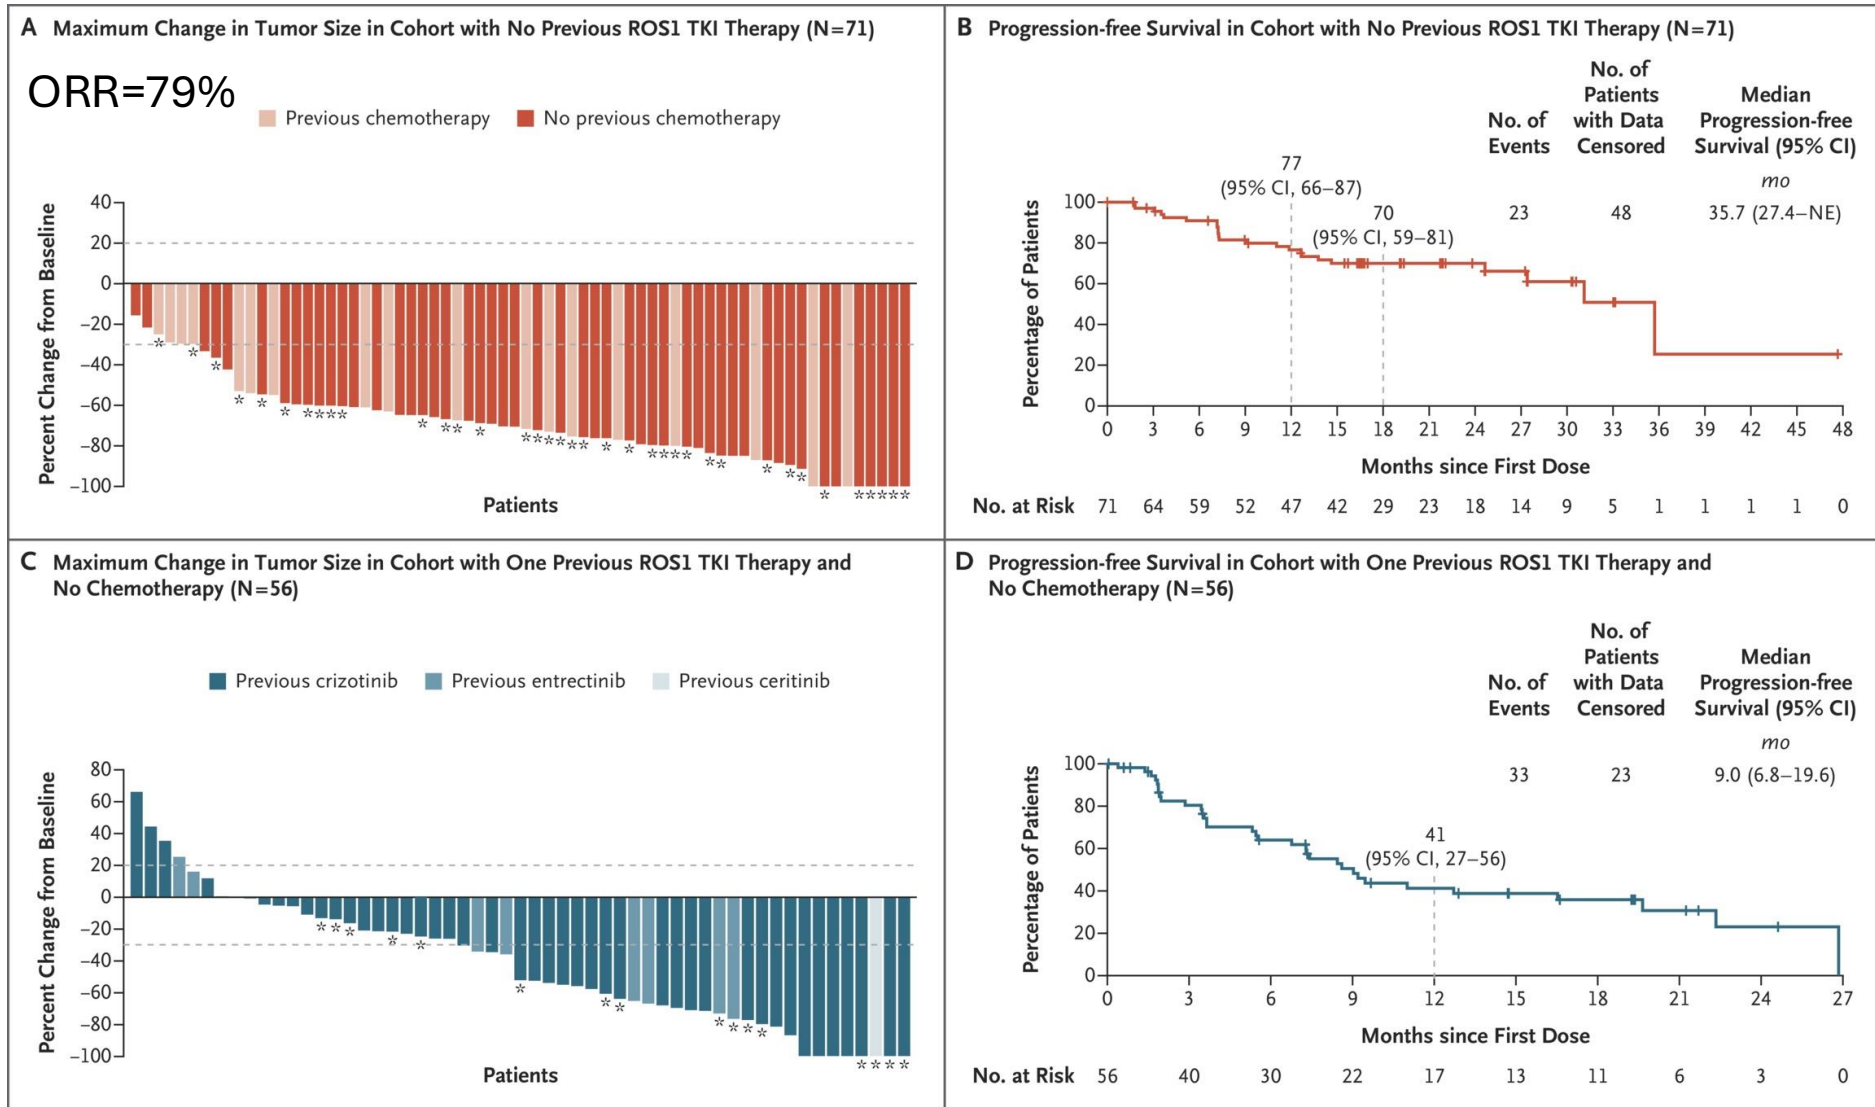 A Maximum Change in Tumor Size in Cohort with No Previous ROS1 TKI Therapy (N=71)
ORR=79%
Previous chemotherapy
No previous chemotherapy
Percent Change from Baseline
40
20
0
–20
–40
–60
–80
–100
* * * * * * **** * ** * **** ** * * **** ** * ** * *****
Patients
B Progression-free Survival in Cohort with No Previous ROS1 TKI Therapy (N=71)
No. of Events
No. of Patients with Data Censored
Median Progression-free Survival (95% CI)
mo
23 48 35.7 (27.4–NE)
77
(95% CI, 66–87)
70
(95% CI, 59–81)
Percentage of Patients
100
80
60
40
20
0
0 3 6 9 12 15 18 21 24 27 30 33 36 39 42 45 48
Months since First Dose
No. at Risk 71 64 59 52 47 42 29 23 18 14 9 5 1 1 1 1 0
C Maximum Change in Tumor Size in Cohort with One Previous ROS1 TKI Therapy and
No Chemotherapy (N=56)
Previous crizotinib
Previous entrectinib
Previous ceritinib
Percent Change from Baseline
80
60
40
20
0
–20
–40
–60
–80
–100
*** * * * ** **** ****
Patients
D Progression-free Survival in Cohort with One Previous ROS1 TKI Therapy and
No Chemotherapy (N=56)
No. of Events
No. of Patients with Data Censored
Median Progression-free Survival (95% CI)
mo
33 23 9.0 (6.8–19.6)
41
(95% CI, 27–56)
Percentage of Patients
100
80
60
40
20
0
0 3 6 9 12 15 18 21 24 27
Months since First Dose
No. at Risk 56 40 30 22 17 13 11 6 3 0